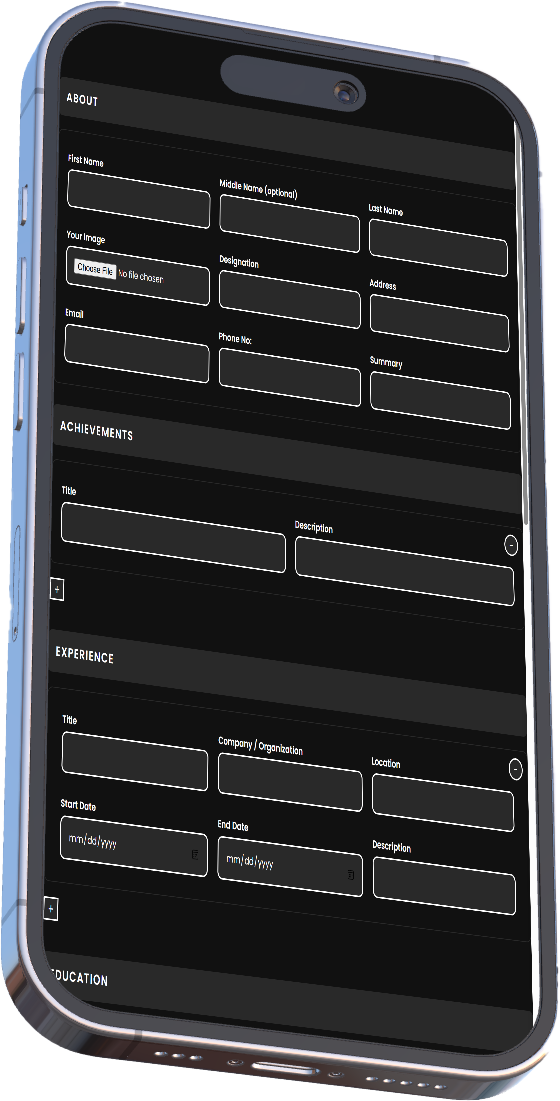 ABOUT
First Name
Middle Name (optional)
Last Name
Your Image
Choose File No file chosen
Designation
Address
Email
Phone No:
Summary
ACHIEVEMENTS
Title
Description
-
+
EXPERIENCE
Title
Company / Organization
Location
-
Start Date
mm/dd/yyyy
End Date
mm/dd/yyyy
Description
+
EDUCATION